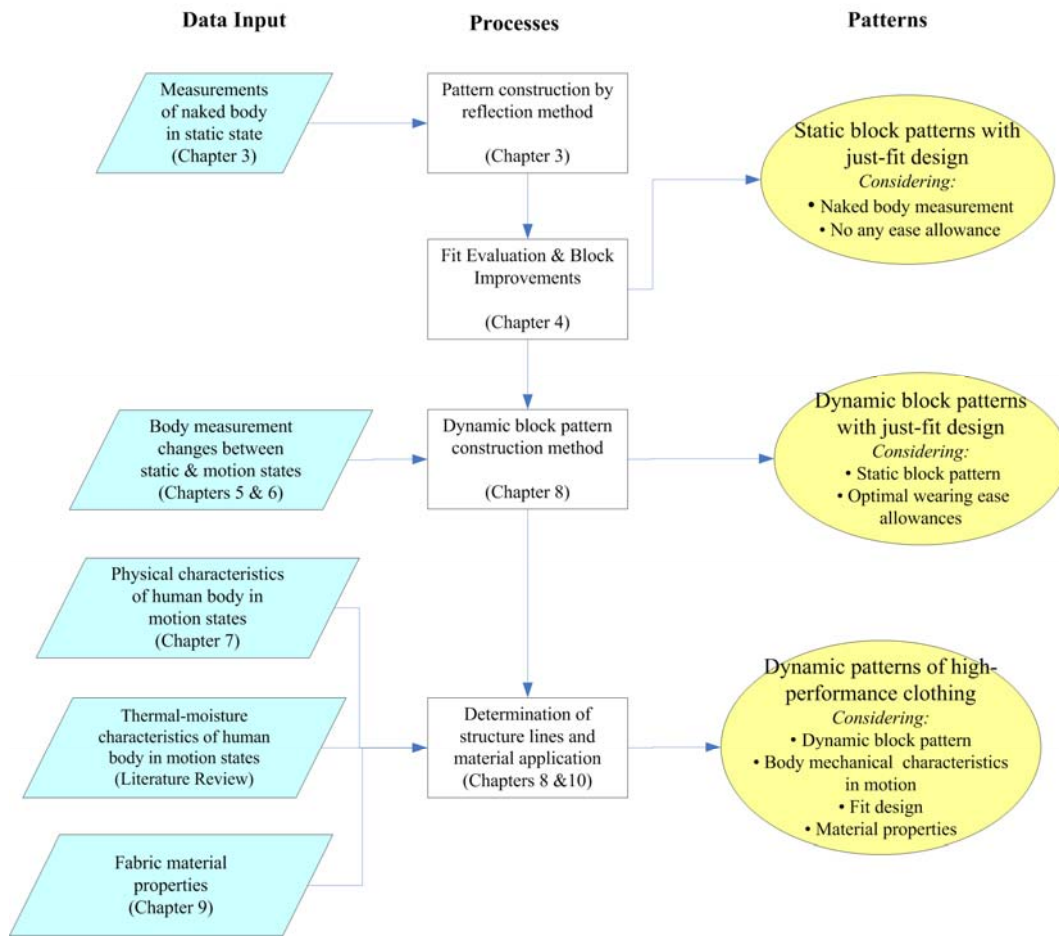 Data Input
Processes
Patterns
Measurements
of naked body
in static state
(Chapter 3)
Pattern construction by
reflection method
(Chapter 3)
Static block patterns with
just-fit design
Considering:
• Naked body measurement
• No any ease allowance
Fit Evaluation & Block
Improvements
(Chapter 4)
Body measurement
changes between
static & motion states
(Chapters 5 & 6)
Dynamic block pattern
construction method
(Chapter 8)
Dynamic block patterns
with just-fit design
Considering:
• Static block pattern
• Optimal wearing ease
allowances
Physical characteristics
of human body in
motion states
(Chapter 7)
Thermal-moisture
characteristics of human
body in motion states
(Literature Review)
Fabric material
properties
(Chapter 9)
Determination of
structure lines and
material application
(Chapters 8 &10)
Dynamic patterns of high-
performance clothing
Considering:
• Dynamic block pattern
• Body mechanical characteristics
in motion
• Fit design
• Material properties